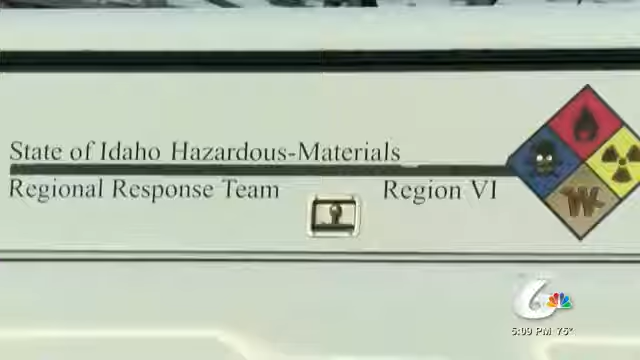 State of Idaho Hazardous-Materials
Regional Response Team Region VI
6
5:09 PM 75°